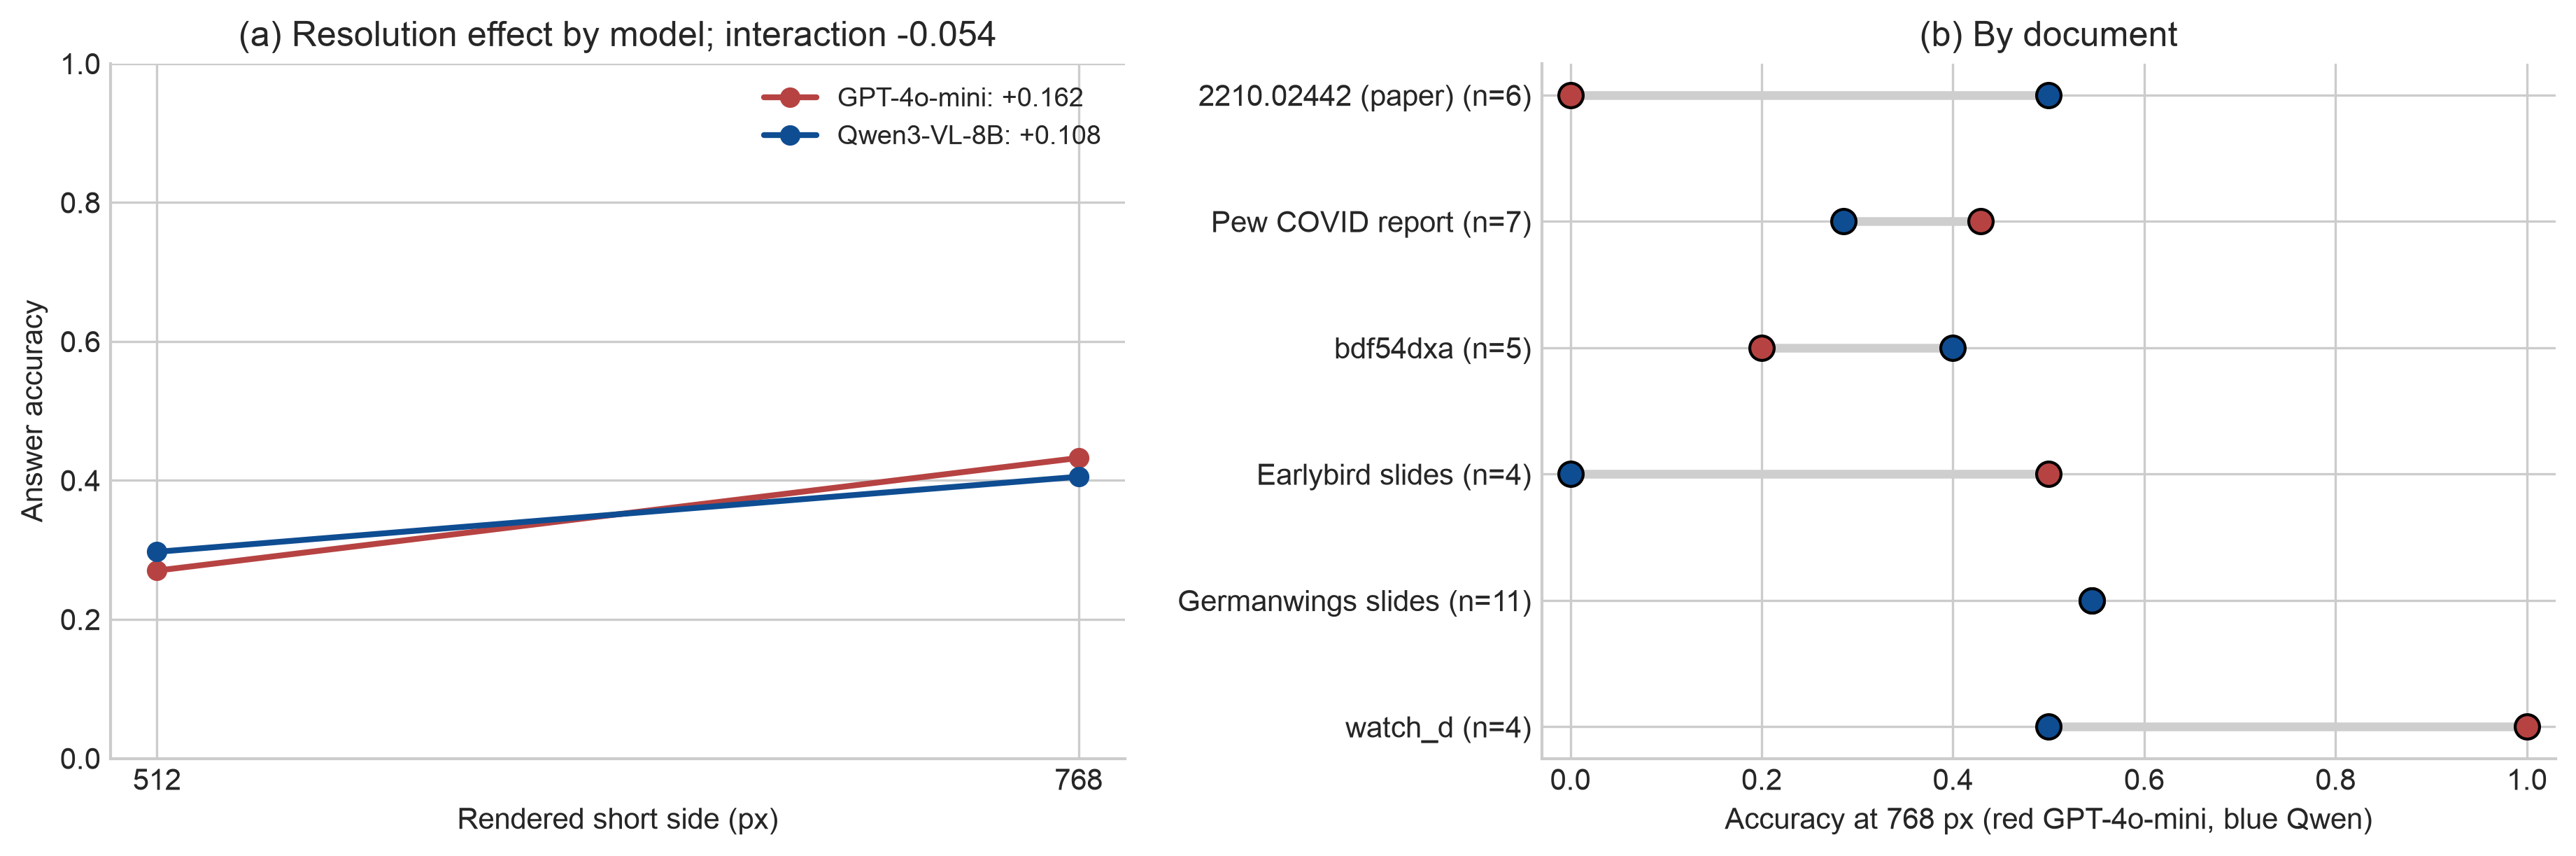 (a) Resolution effect by model; interaction -0.054
1.0
0.8
0.6
0.4
0.2
0.0
Answer accuracy
GPT-4o-mini: +0.162
Qwen3-VL-8B: +0.108
512
768
Rendered short side (px)
(b) By document
2210.02442 (paper) (n=6)
Pew COVID report (n=7)
bdf54dxa (n=5)
Earlybird slides (n=4)
Germanwings slides (n=11)
watch_d (n=4)
0.0 0.2 0.4 0.6 0.8 1.0
Accuracy at 768 px (red GPT-4o-mini, blue Qwen)